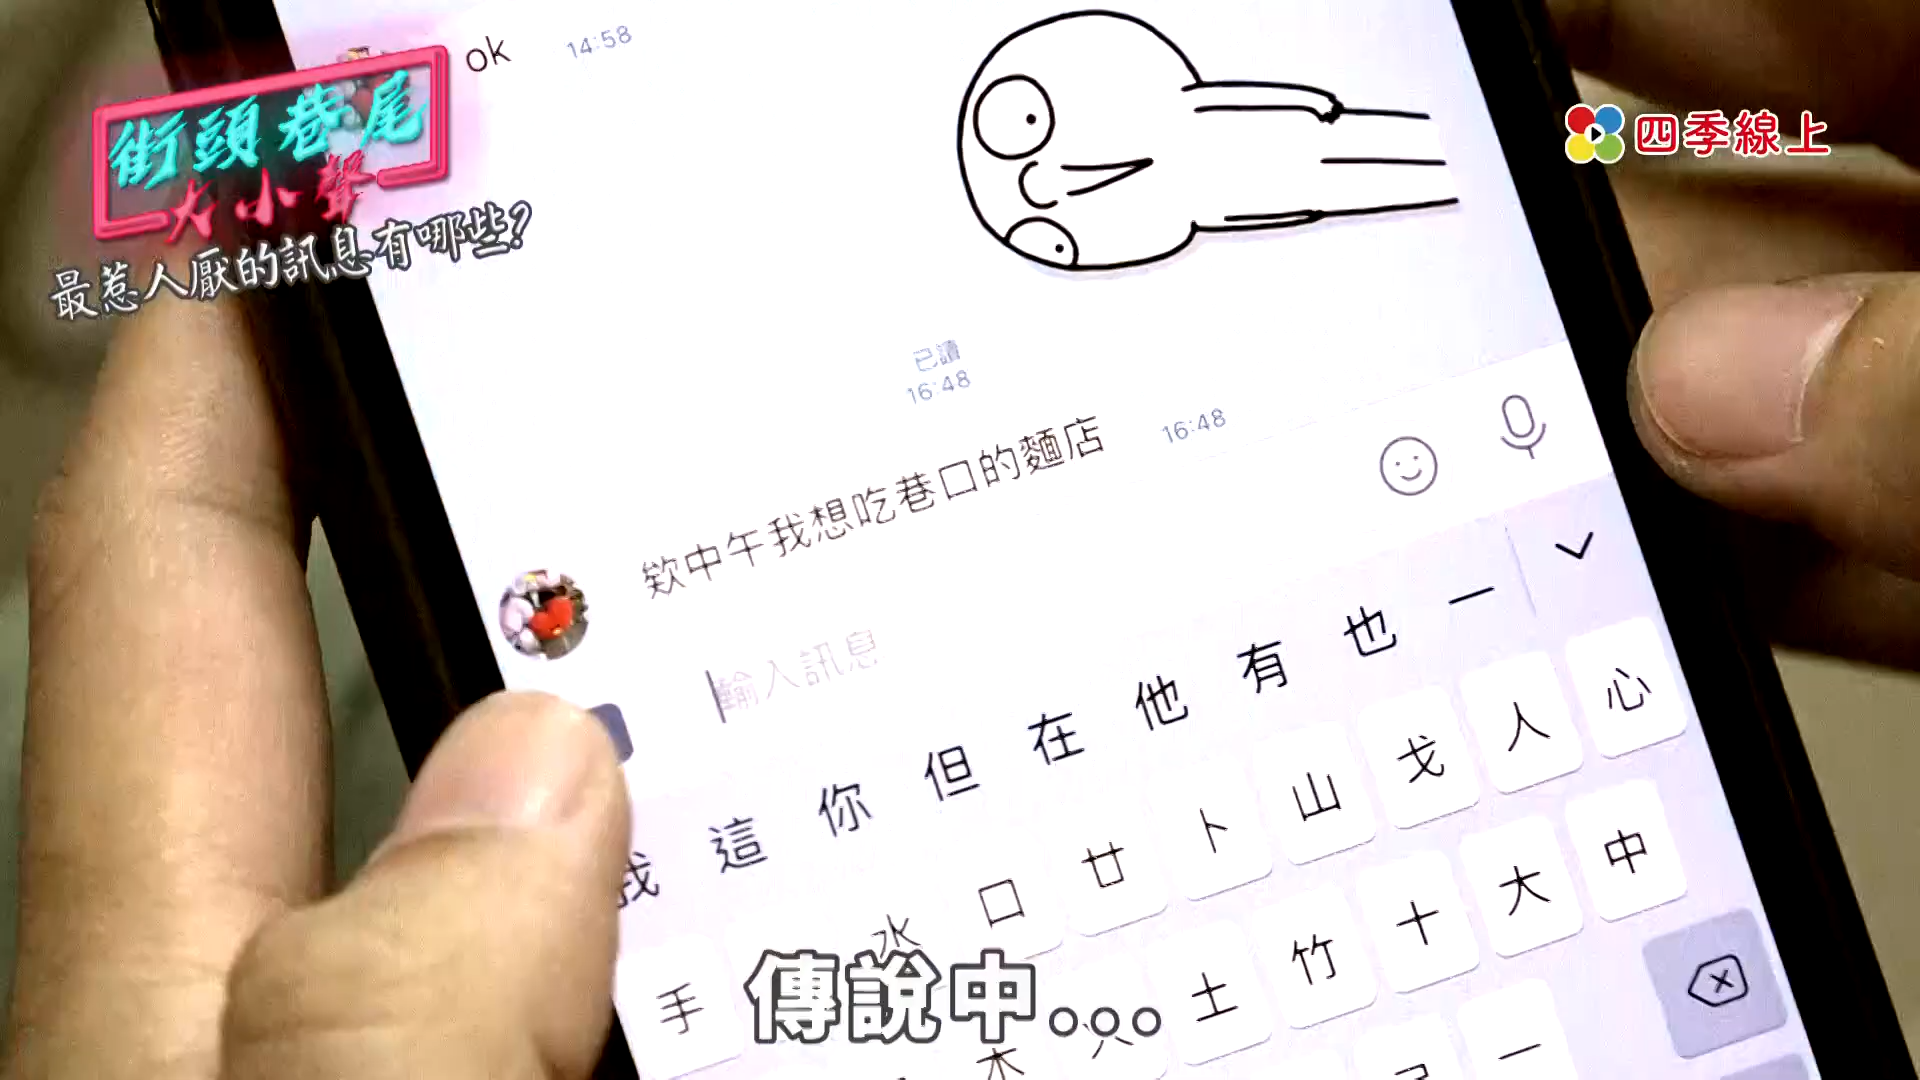 ok 14:58
街頭巷尾
大小聲
最惹人厭的訊息有哪些?
四季線上
已讀
16:48
欸中午我想吃巷口的麵店 16:48
輸入訊息
我 這 你 但 在 他 有 也 一
手 水 口 廿 卜 山 戈 人 心
土 竹 十 大 中
木 一
傳說中...